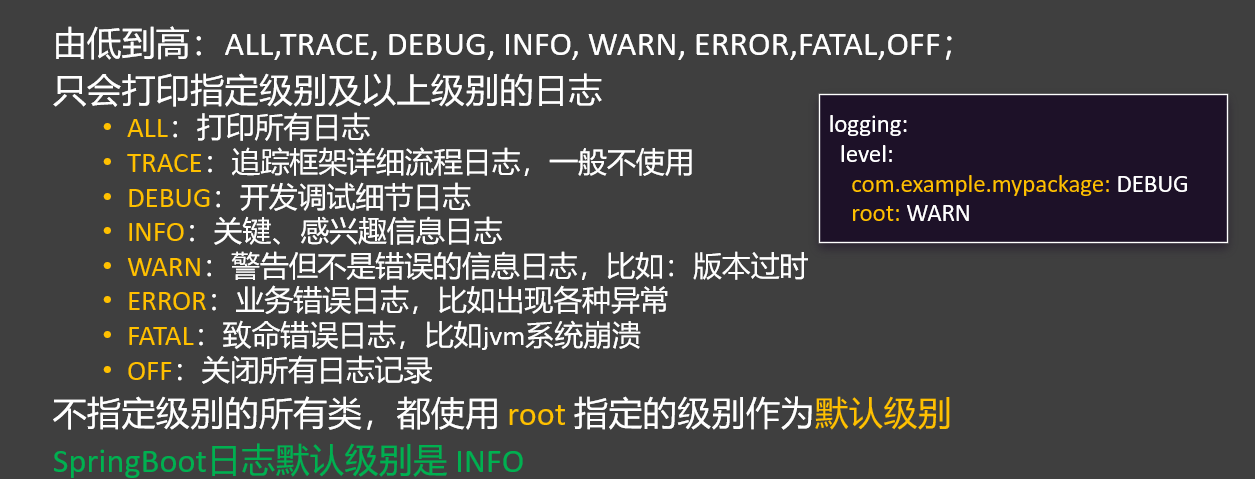 由低到高：ALL,TRACE, DEBUG, INFO, WARN, ERROR,FATAL,OFF；
只会打印指定级别及以上级别的日志
• ALL：打印所有日志
• TRACE：追踪框架详细流程日志，一般不使用
• DEBUG：开发调试细节日志
• INFO：关键、感兴趣信息日志
• WARN：警告但不是错误的信息日志，比如：版本过时
• ERROR：业务错误日志，比如出现各种异常
• FATAL：致命错误日志，比如jvm系统崩溃
• OFF：关闭所有日志记录
不指定级别的所有类，都使用 root 指定的级别作为默认级别
SpringBoot日志默认级别是 INFO
logging:
level:
com.example.mypackage: DEBUG
root: WARN